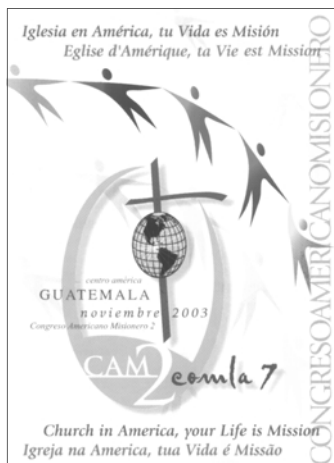 Iglesia en América, tu Vida es Misión
Eglise d'Amérique, ta Vie est Mission
CONGRESOAMERICANOMISIONERO
centro américa
GUATEMALA
noviembre 2003
Congreso Americano Misionero 2
CAM2
comla 7
Church in America, your Life is Mission
Igreja na America, tua Vida é Missão